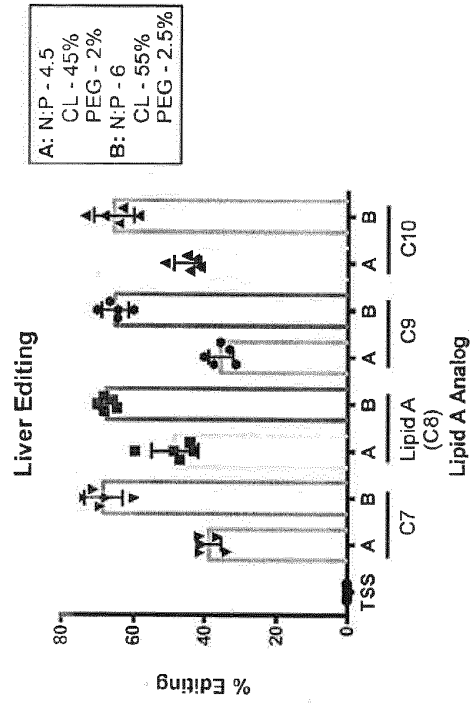 Liver Editing
A: N:P - 4.5
CL - 45%
PEG - 2%
B: N:P - 6
CL - 55%
PEG - 2.5%
% Editing
80
60
40
20
0
TSS A B A B A B A B
C7 Lipid A C9 C10
(C8)
Lipid A Analog